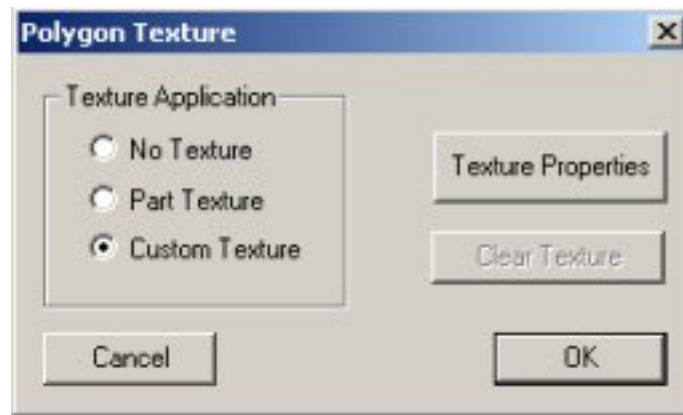 Polygon Texture
Texture Application
No Texture
Part Texture
Custom Texture
Texture Properties
Clear Texture
Cancel
OK